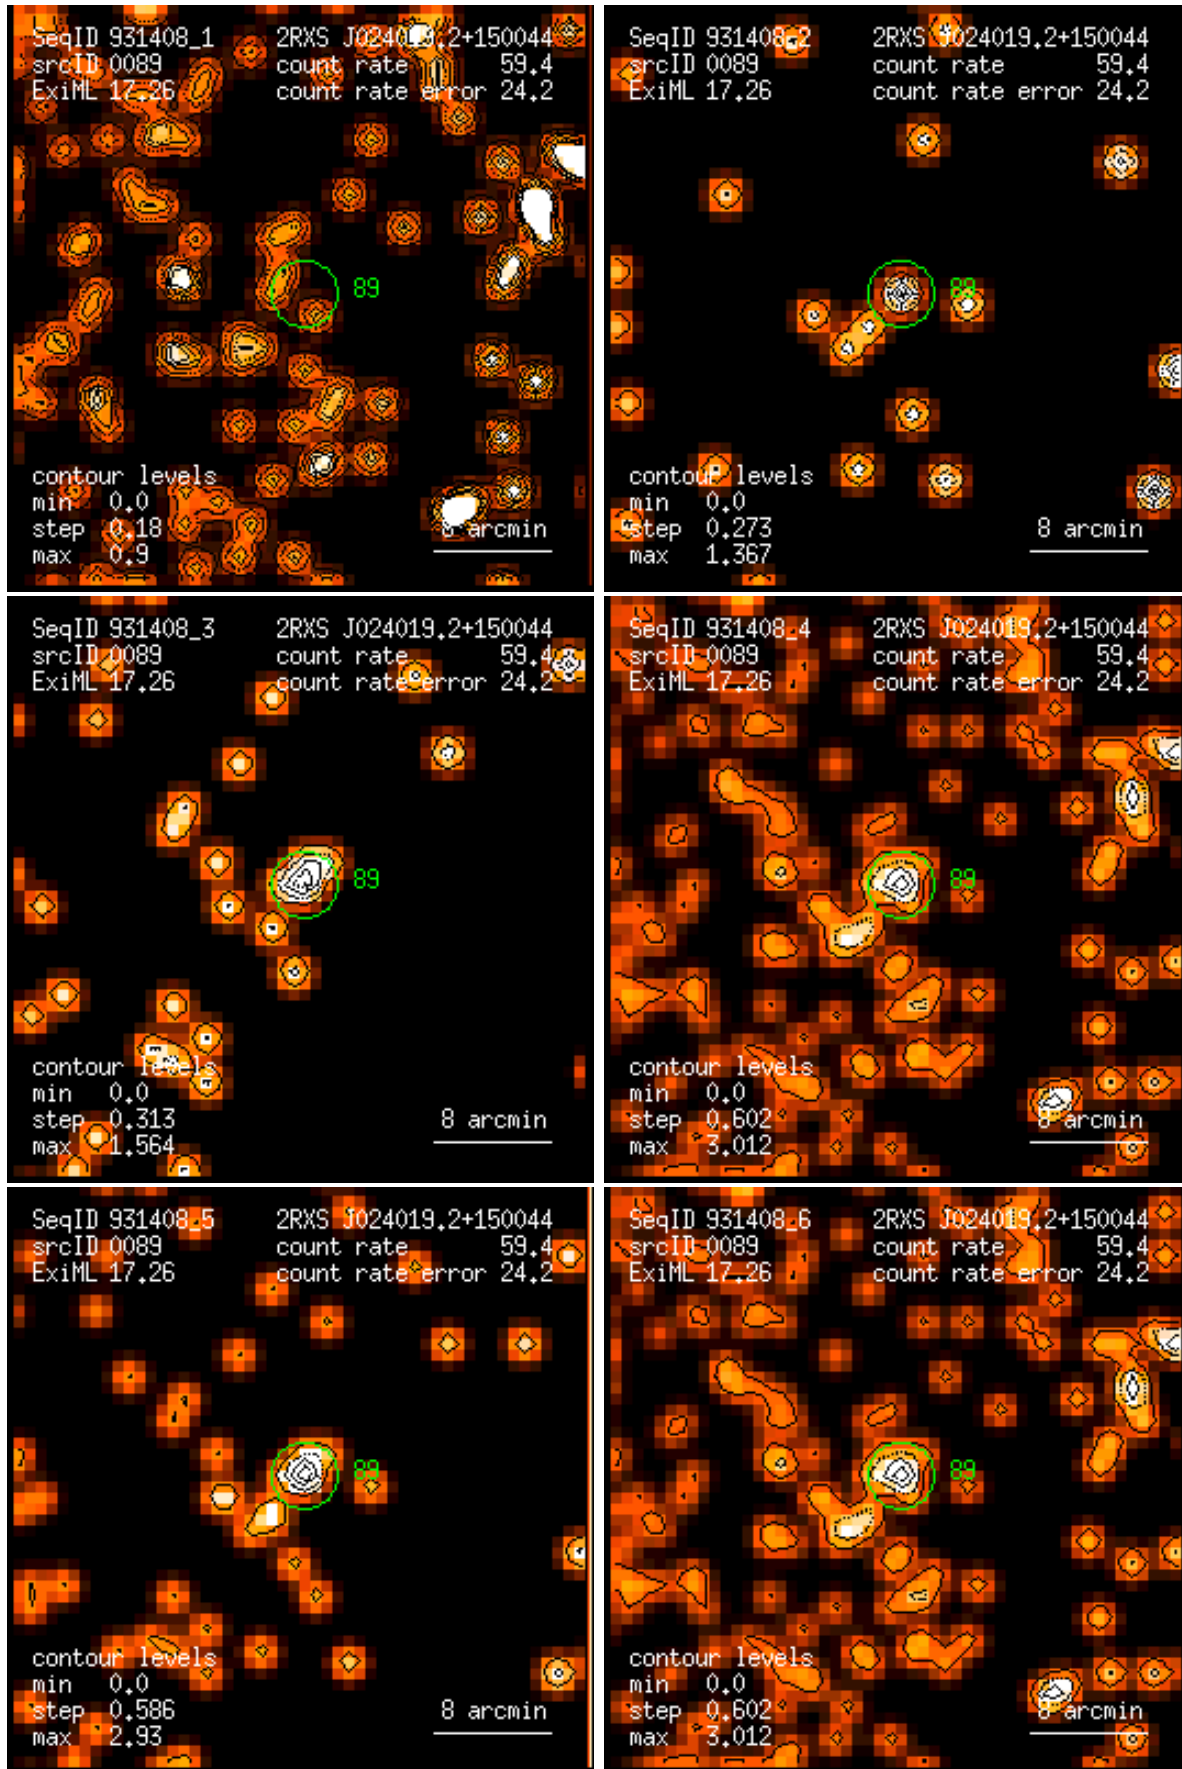 SeqID 931408_1 2RXS J024019.2+150044
srcID 0089 count rate 59.4
ExiML 17.26 count rate error 24.2
89
contour levels
min 0.0
step 0.18
max 0.9
8 arcmin
SeqID 931408_2 2RXS J024019.2+150044
srcID 0089 count rate 59.4
ExiML 17.26 count rate error 24.2
89
contour levels
min 0.0
step 0.273
max 1.367
8 arcmin
SeqID 931408_3 2RXS J024019.2+150044
srcID 0089 count rate 59.4
ExiML 17.26 count rate error 24.2
89
contour levels
min 0.0
step 0.313
max 1.564
8 arcmin
SeqID 931408_4 2RXS J024019.2+150044
srcID 0089 count rate 59.4
ExiML 17.26 count rate error 24.2
89
contour levels
min 0.0
step 0.602
max 3.012
8 arcmin
SeqID 931408_5 2RXS J024019.2+150044
srcID 0089 count rate 59.4
ExiML 17.26 count rate error 24.2
89
contour levels
min 0.0
step 0.586
max 2.93
8 arcmin
SeqID 931408_6 2RXS J024019.2+150044
srcID 0089 count rate 59.4
ExiML 17.26 count rate error 24.2
89
contour levels
min 0.0
step 0.602
max 3.012
8 arcmin